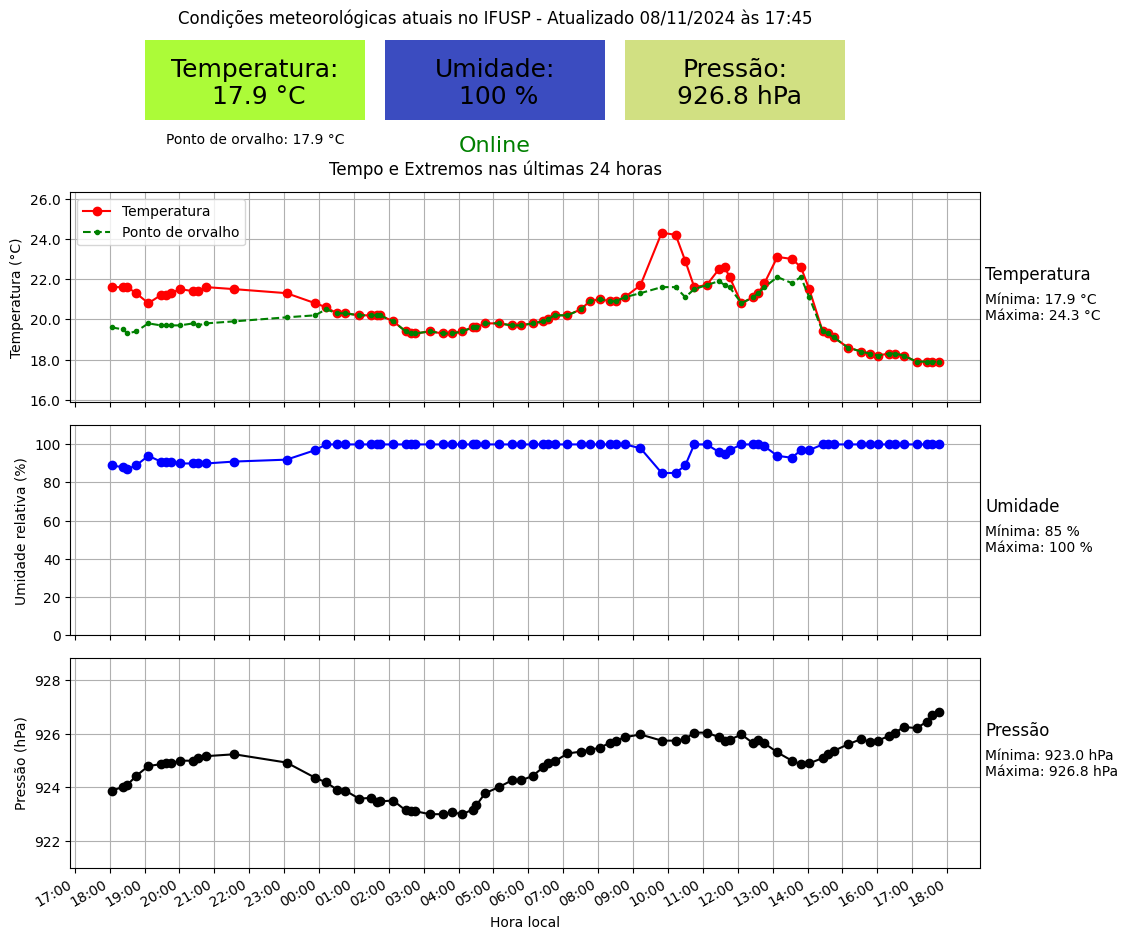 Condições meteorológicas atuais no IFUSP - Atualizado 08/11/2024 às 17:45
Temperatura:
17.9 °C
Umidade:
100 %
Pressão:
926.8 hPa
Ponto de orvalho: 17.9 °C
Online
Tempo e Extremos nas últimas 24 horas
Temperatura (°C)
26.0
24.0
22.0
20.0
18.0
16.0
Temperatura
Ponto de orvalho
Temperatura
Mínima: 17.9 °C
Máxima: 24.3 °C
Umidade relativa (%)
100
80
60
40
20
0
Umidade
Mínima: 85 %
Máxima: 100 %
Pressão (hPa)
928
926
924
922
Pressão
Mínima: 923.0 hPa
Máxima: 926.8 hPa
17:00 18:00 19:00 20:00 21:00 22:00 23:00 00:00 01:00 02:00 03:00 04:00 05:00 06:00 07:00 08:00 09:00 10:00 11:00 12:00 13:00 14:00 15:00 16:00 17:00 18:00
Hora local